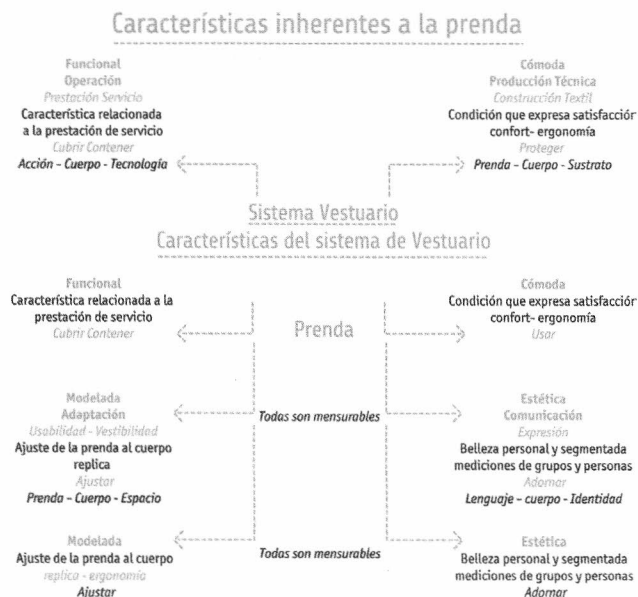 Características inherentes a la prenda
Funcional
Operación
Prestación Servicio
Característica relacionada
a la prestación de servicio
Cubrir Contener
Acción – Cuerpo - Tecnología
Cómoda
Producción Técnica
Construcción Textil
Condición que expresa satisfacción
confort- ergonomía
Proteger
Prenda – Cuerpo - Sustrato
Sistema Vestuario
Características del sistema de Vestuario
Funcional
Característica relacionada a la
prestación de servicio
Cubrir Contener
Prenda
Cómoda
Condición que expresa satisfacción
confort- ergonomía
Usar
Modelada
Adaptación
Usabilidad - Vestibilidad
Ajuste de la prenda al cuerpo
replica
Ajustar
Prenda – Cuerpo - Espacio
Todas son mensurables
Estética
Comunicación
Expresión
Belleza personal y segmentada
mediciones de grupos y personas
Adornar
Lenguaje – cuerpo - Identidad
Modelada
Ajuste de la prenda al cuerpo
replica - ergonomía
Ajustar
Todas son mensurables
Estética
Belleza personal y segmentada
mediciones de grupos y personas
Adornar